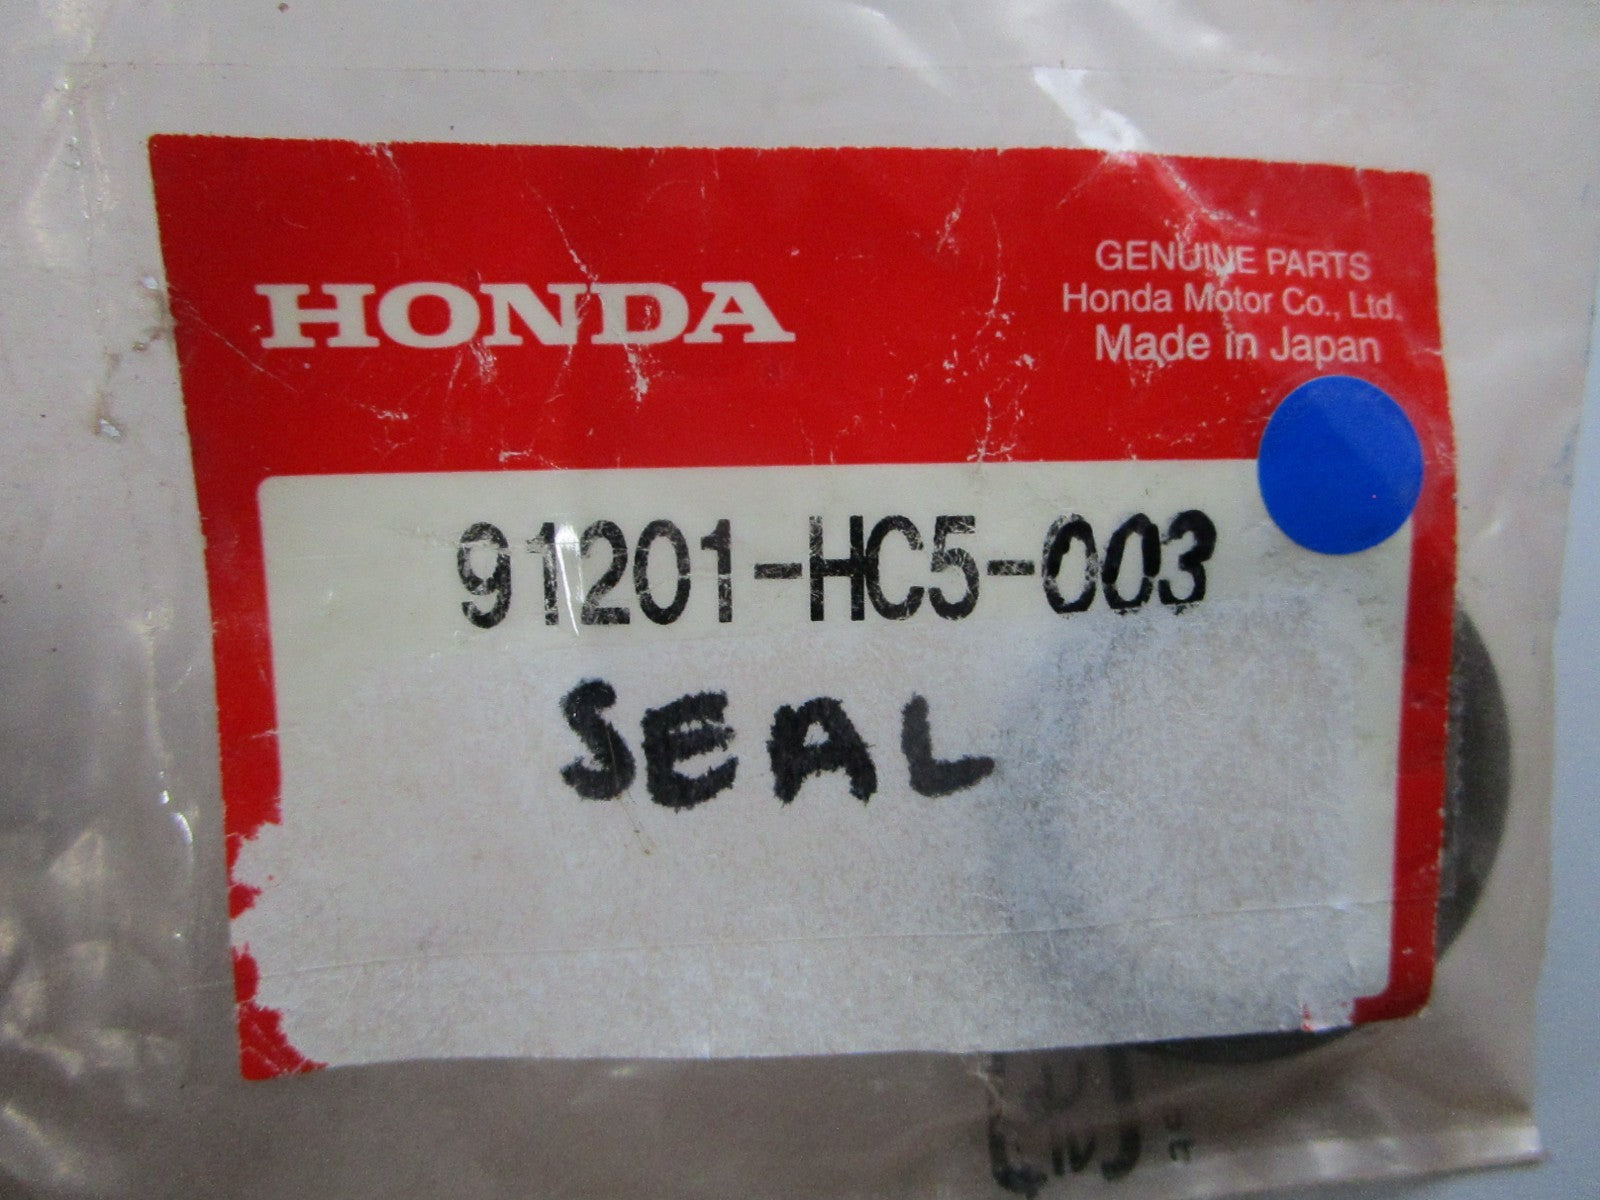 HONDA
GENUINE PARTS
Honda Motor Co., Ltd.
Made in Japan
91201-HC5-003
SEAL